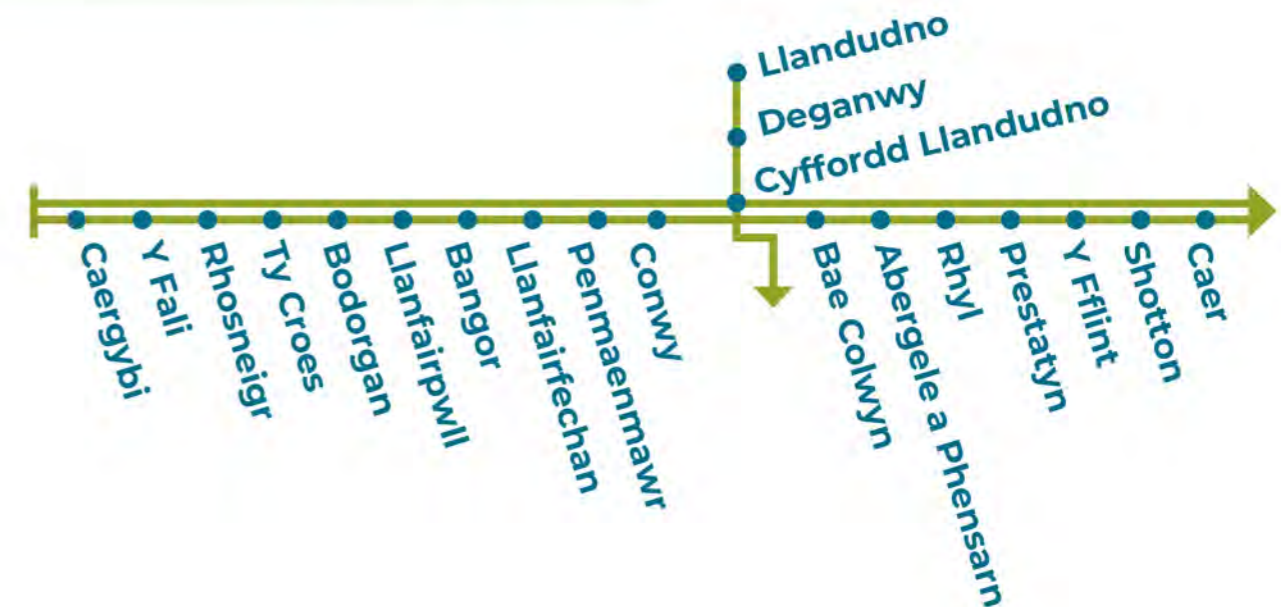 Llandudno
Deganwy
Cyffordd Llandudno
Caergybi
Y Fali
Rhosneigr
Ty Croes
Bodorgan
Llanfairpwll
Bangor
Llanfairfechan
Penmaenmawr
Conwy
Bae Colwyn
Abergele a Phensarn
Rhyl
Prestatyn
Y Fflint
Shotton
Caer